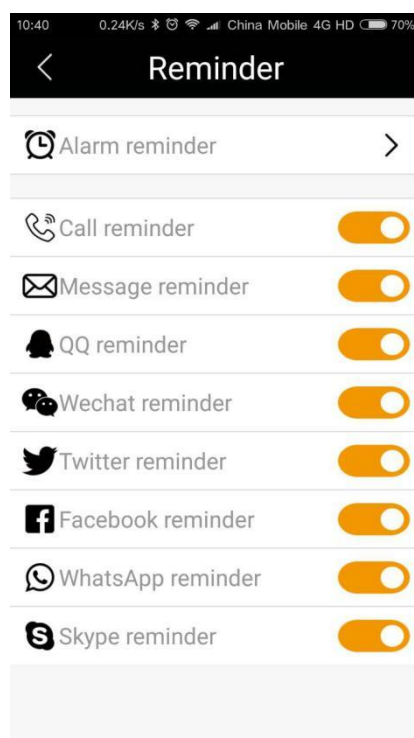 10:40 0.24K/s China Mobile 4G HD 70%
Reminder
Alarm reminder
Call reminder
Message reminder
QQ reminder
Wechat reminder
Twitter reminder
Facebook reminder
WhatsApp reminder
Skype reminder